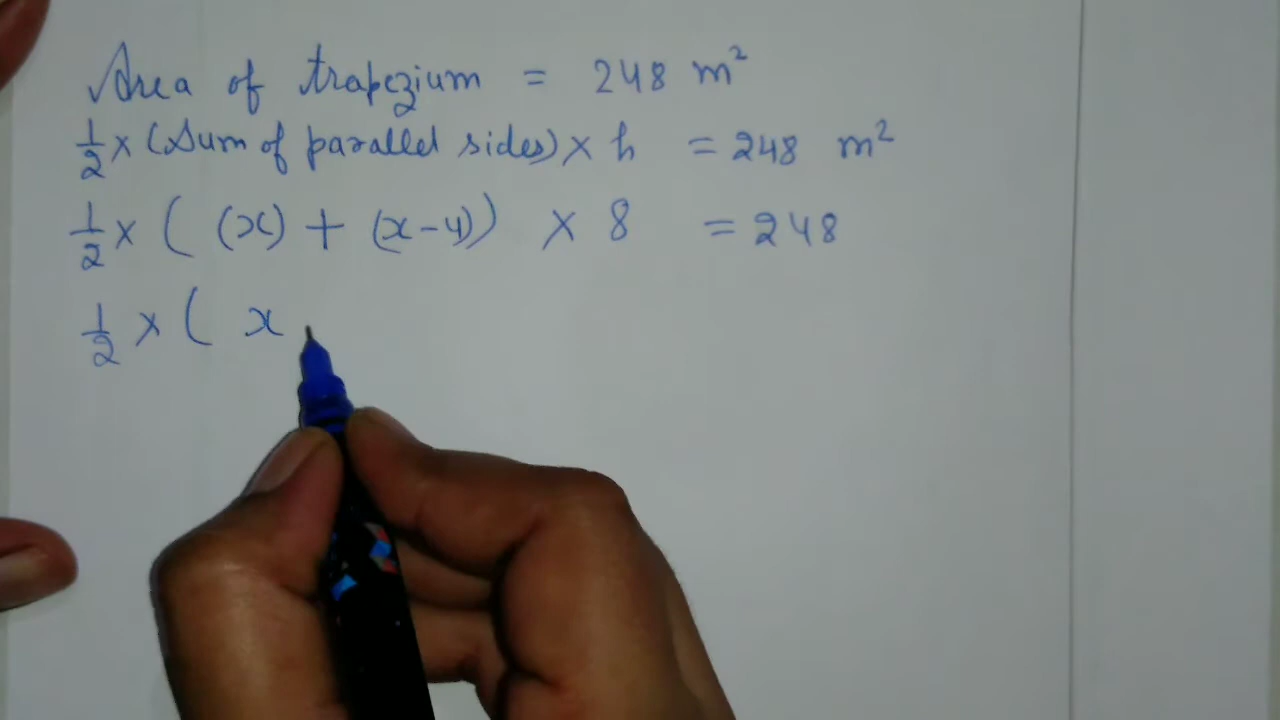 Area of trapezium = 248 m²
1/2 × (Sum of parallel sides) × h = 248 m²
1/2 × ( (x) + (x-4)) × 8 = 248
1/2 × ( x